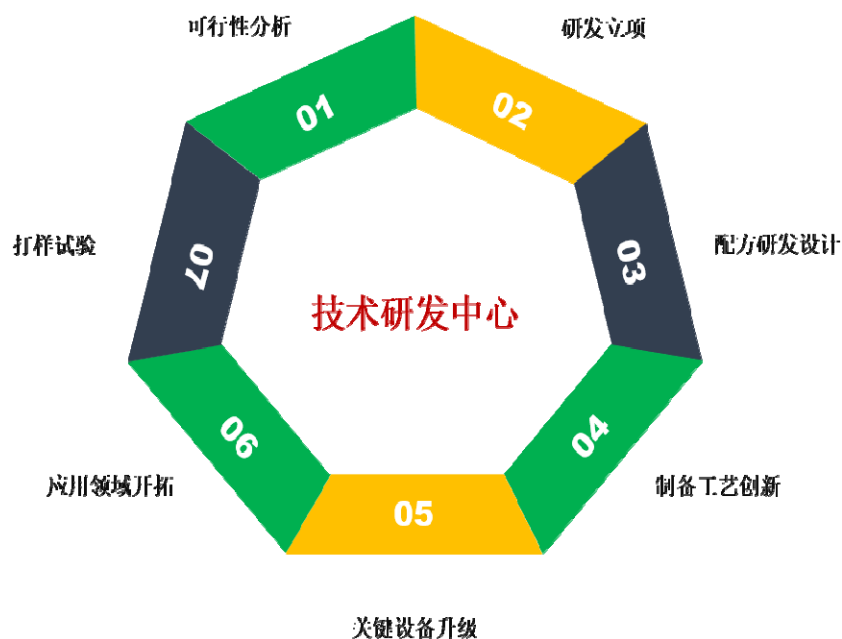 可行性分析
01
研发立项
02
配方研发设计
03
制备工艺创新
04
关键设备升级
05
应用领域开拓
06
打样试验
07
技术研发中心